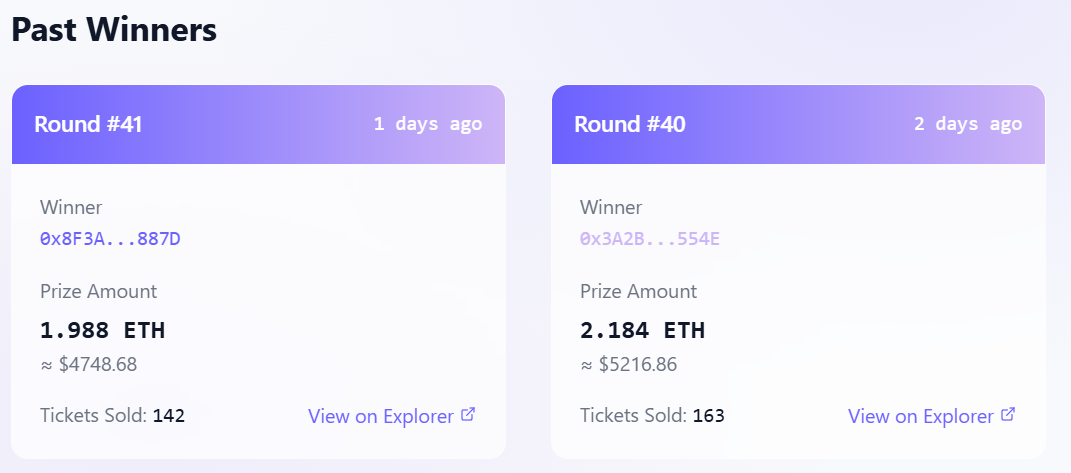 Past Winners
Round #41
1 days ago
Winner
0x8F3A...887D
Prize Amount
1.988 ETH
≈ $4748.68
Tickets Sold: 142
View on Explorer
Round #40
2 days ago
Winner
0x3A2B...554E
Prize Amount
2.184 ETH
≈ $5216.86
Tickets Sold: 163
View on Explorer